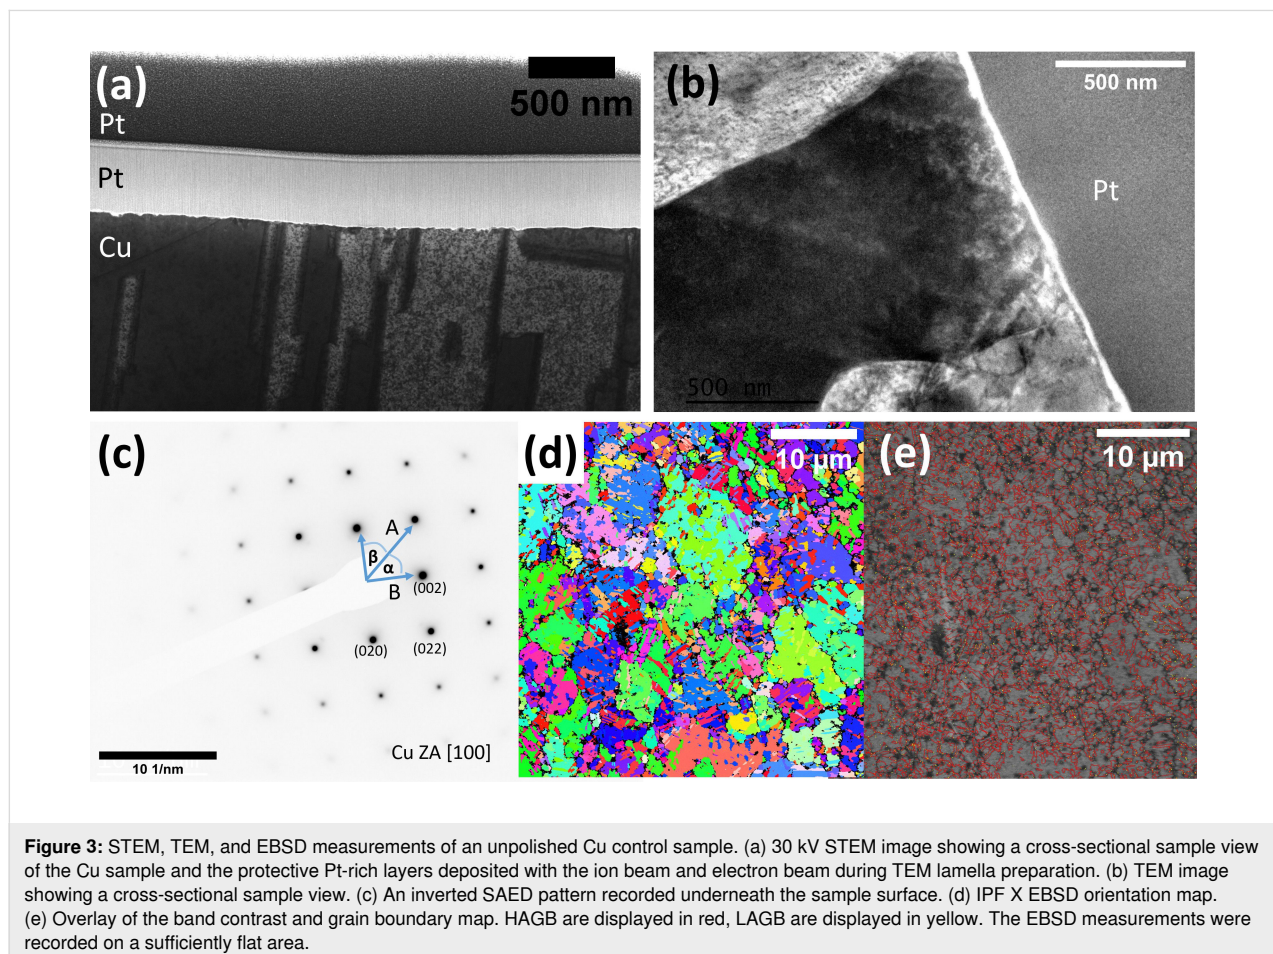 (a)
500 nm
Pt
Pt
Cu
(b)
500 nm
Pt
500 nm
(c)
A
β
α
B
(002)
(020)
(022)
10 1/nm
Cu ZA [100]
(d)
10 µm
(e)
10 µm
Figure 3: STEM, TEM, and EBSD measurements of an unpolished Cu control sample. (a) 30 kV STEM image showing a cross-sectional sample view
of the Cu sample and the protective Pt-rich layers deposited with the ion beam and electron beam during TEM lamella preparation. (b) TEM image
showing a cross-sectional sample view. (c) An inverted SAED pattern recorded underneath the sample surface. (d) IPF X EBSD orientation map.
(e) Overlay of the band contrast and grain boundary map. HAGB are displayed in red, LAGB are displayed in yellow. The EBSD measurements were
recorded on a sufficiently flat area.